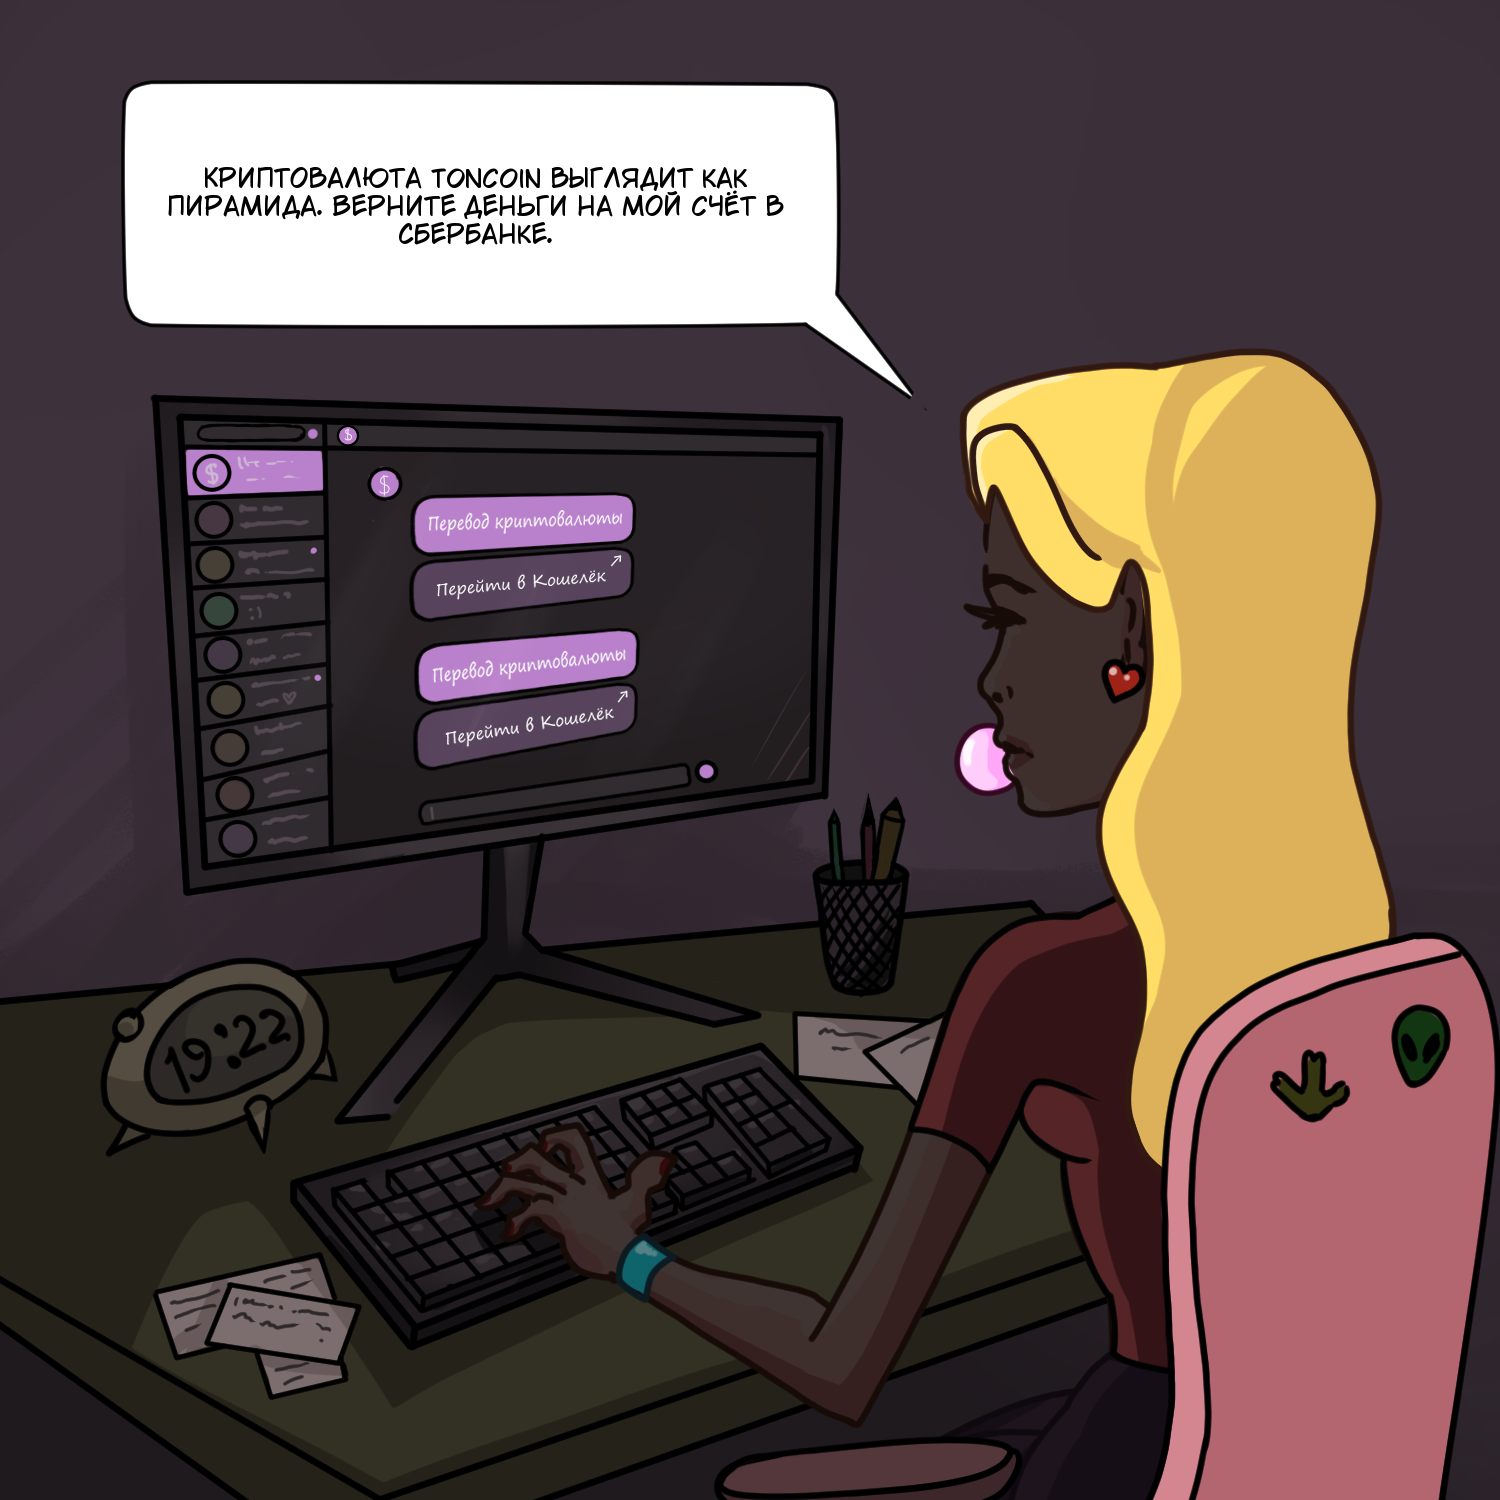 КРИПТОВАЛЮТА TONCOIN ВЫГЛЯДИТ КАК
ПИРАМИДА. ВЕРНИТЕ ДЕНЬГИ НА МОЙ СЧЁТ В
СБЕРБАНКЕ.
$
$
$
Перевод криптовалюты
Перейти в Кошелёк
:)
Перевод криптовалюты
Перейти в Кошелёк
19:22